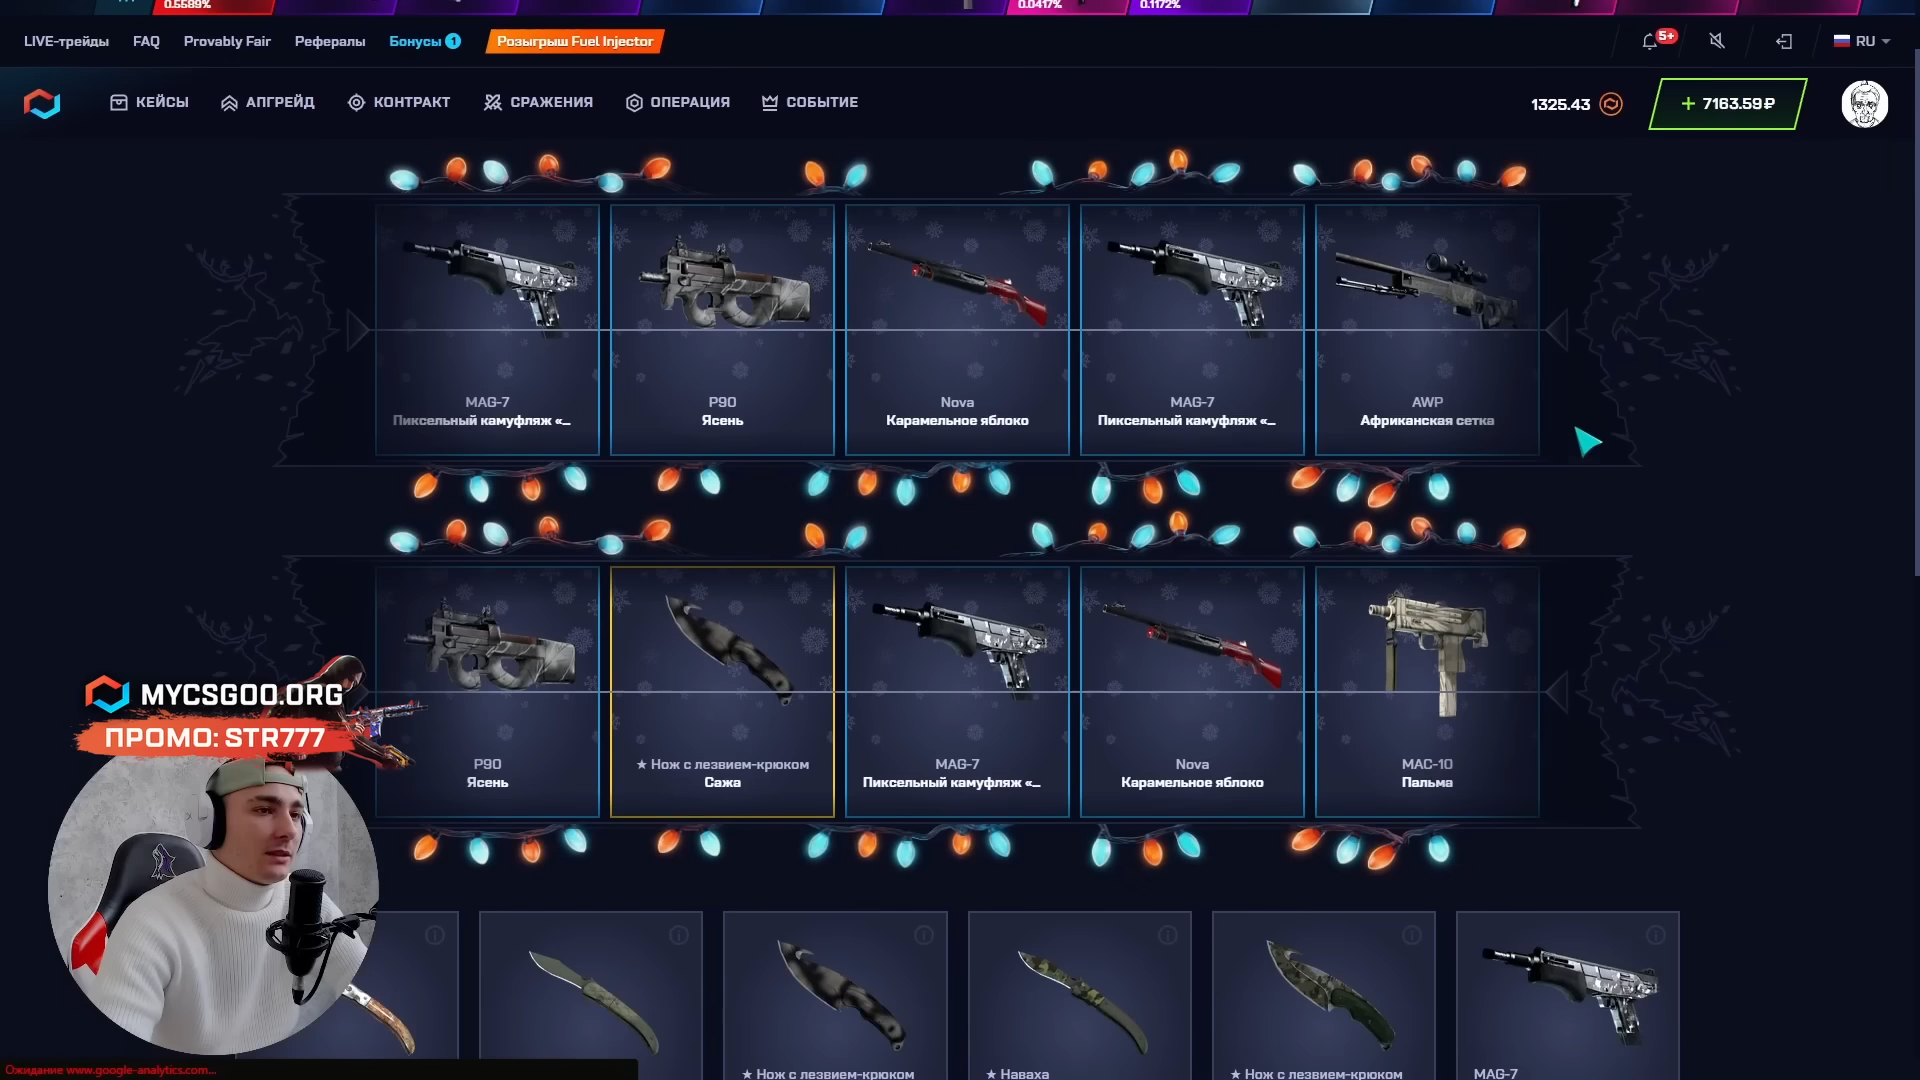 0.5589%
0.0417%
0.1172%
LIVE-трейды
FAQ
Provably Fair
Рефералы
Бонусы 1
Розыгрыш Fuel Injector
5+
RU
КЕЙСЫ
АПГРЕЙД
КОНТРАКТ
СРАЖЕНИЯ
ОПЕРАЦИЯ
СОБЫТИЕ
1325.43
+ 7163.59₽
MAG-7
Пиксельный камуфляж «...
P90
Ясень
Nova
Карамельное яблоко
MAG-7
Пиксельный камуфляж «...
AWP
Африканская сетка
P90
Ясень
★ Нож с лезвием-крюком
Сажа
MAG-7
Пиксельный камуфляж «...
Nova
Карамельное яблоко
MAC-10
Пальма
MYCSGOO.ORG
ПРОМО: STR777
★ Нож с лезвием-крюком
★ Наваха
★ Нож с лезвием-крюком
MAG-7
Ожидание www.google-analytics.com...